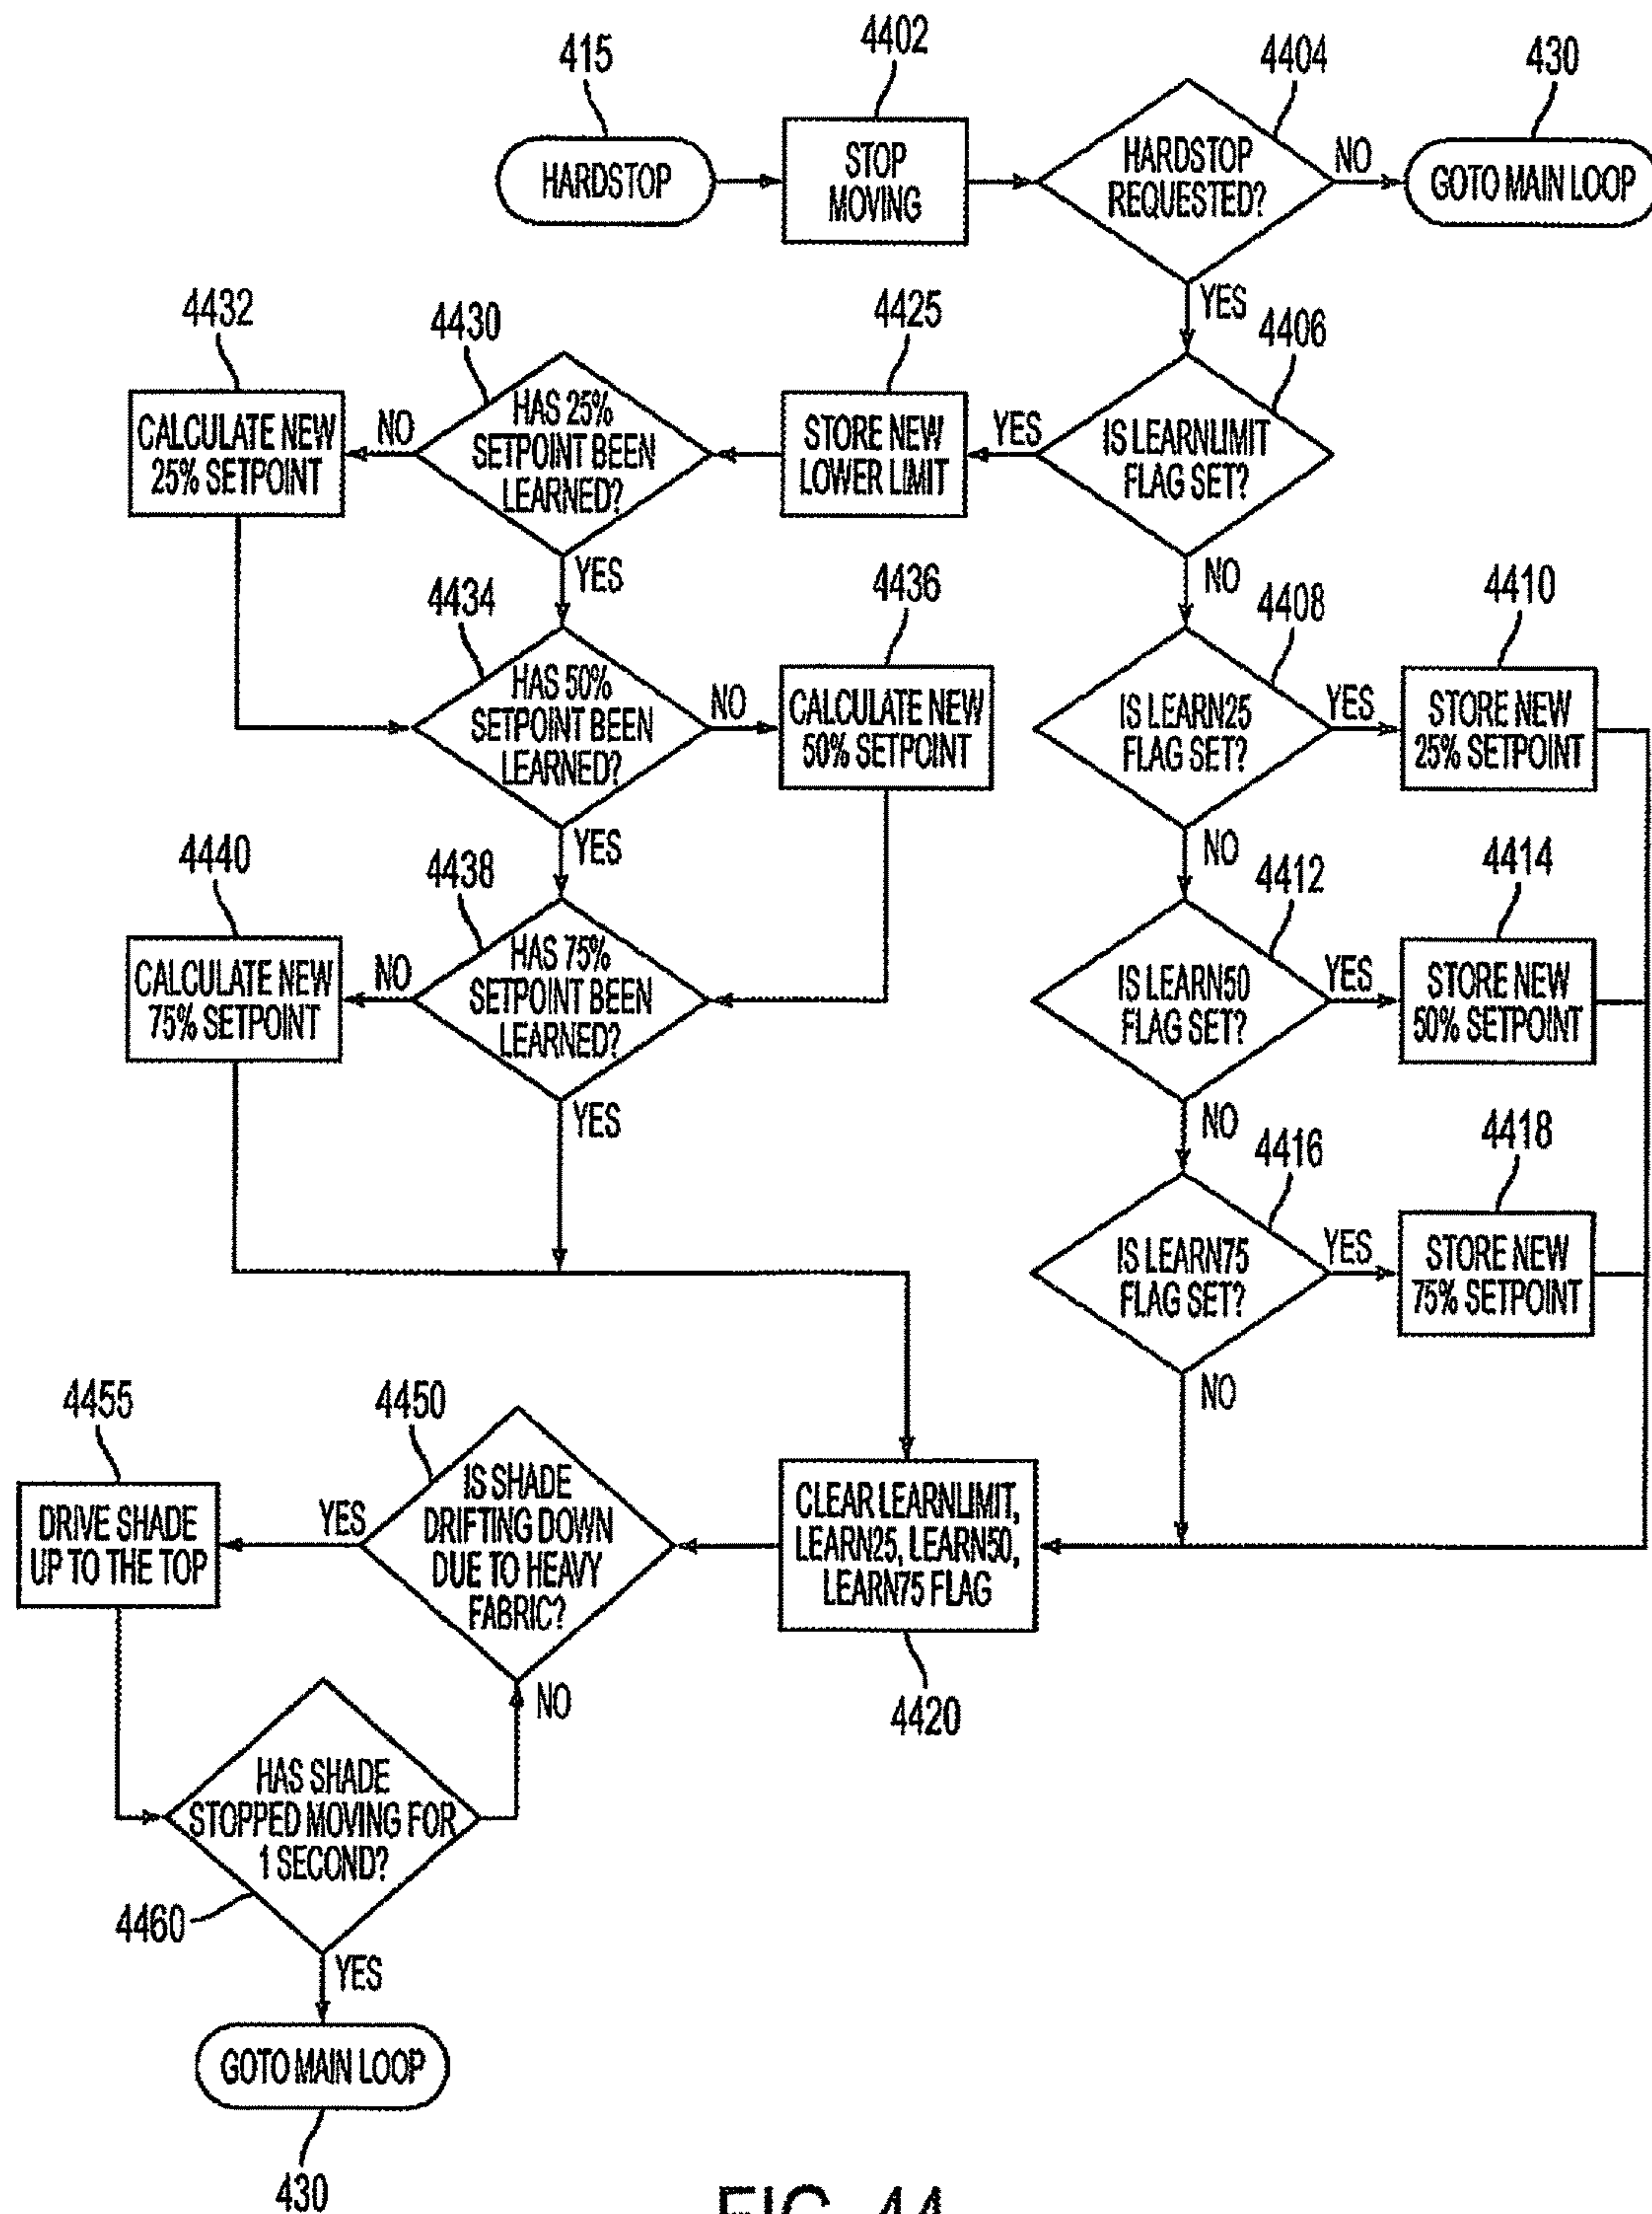 415
4402
4404
430
HARDSTOP
STOP
MOVING
HARDSTOP
REQUESTED?
NO
GOTO MAIN LOOP
YES
4432
4430
4425
4406
CALCULATE NEW
25% SETPOINT
NO
HAS 25%
SETPOINT BEEN
LEARNED?
STORE NEW
LOWER LIMIT
YES
IS LEARNLIMIT
FLAG SET?
YES
NO
4434
4436
4408
4410
HAS 50%
SETPOINT BEEN
LEARNED?
NO
CALCULATE NEW
50% SETPOINT
IS LEARN25
FLAG SET?
YES
STORE NEW
25% SETPOINT
YES
NO
4440
4438
4412
4414
CALCULATE NEW
75% SETPOINT
NO
HAS 75%
SETPOINT BEEN
LEARNED?
IS LEARN50
FLAG SET?
YES
STORE NEW
50% SETPOINT
YES
NO
4416
4418
IS LEARN75
FLAG SET?
YES
STORE NEW
75% SETPOINT
NO
4455
4450
DRIVE SHADE
UP TO THE TOP
YES
IS SHADE
DRIFTING DOWN
DUE TO HEAVY
FABRIC?
CLEAR LEARNLIMIT,
LEARN25, LEARN50,
LEARN75 FLAG
NO
4420
HAS SHADE
STOPPED MOVING FOR
1 SECOND?
4460
YES
GOTO MAIN LOOP
430
FIG. 44